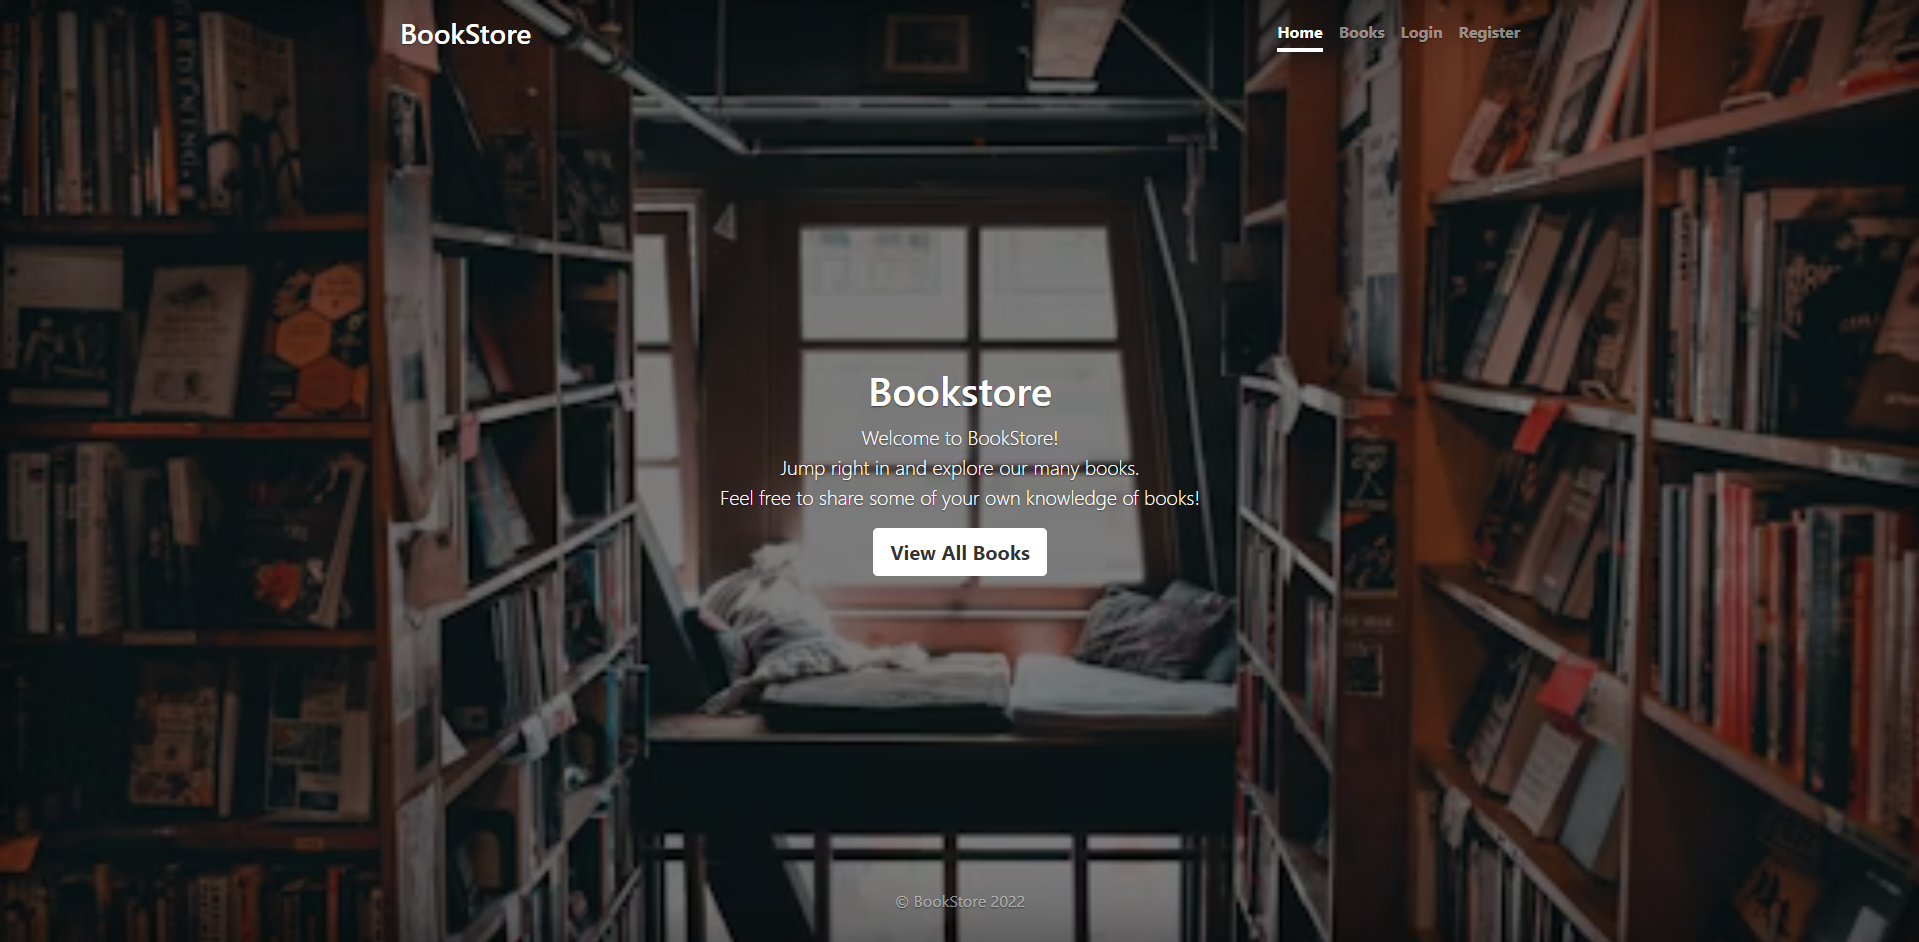 BookStore
Home Books Login Register
GARDENING
Bookstore
Welcome to BookStore!
Jump right in and explore our many books.
Feel free to share some of your own knowledge of books!
View All Books
© BookStore 2022